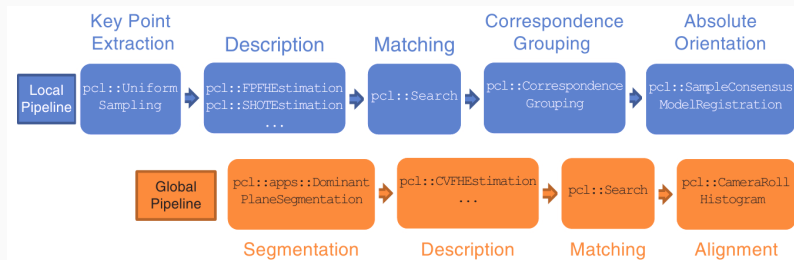 Key Point
Extraction
Description
Matching
Correspondence
Grouping
Absolute
Orientation
Local
Pipeline
pcl::Uniform
Sampling
pcl::FPFHEstimation
pcl::SHOTEstimation
...
pcl::Search
pcl::Correspondence
Grouping
pcl::SampleConsensus
ModelRegistration
Global
Pipeline
pcl::apps::Dominant
PlaneSegmentation
pcl::CVFHEstimation
...
pcl::Search
pcl::CameraRoll
Histogram
Segmentation
Description
Matching
Alignment